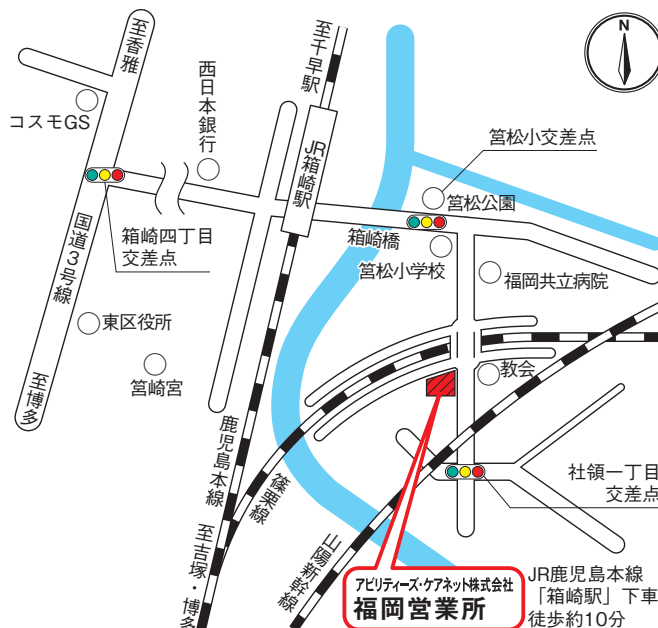 N
至香雅
至千早駅
コスモGS
西日本銀行
JR箱崎駅
筥松小交差点
筥松公園
箱崎橋
箱崎四丁目
交差点
国道3号線
筥松小学校
福岡共立病院
東区役所
筥崎宮
教会
至博多
鹿児島本線
篠栗線
社領一丁目
交差点
至吉塚・博多
山陽新幹線
アビリティーズ・ケアネット株式会社
福岡営業所
JR鹿児島本線
「箱崎駅」下車
徒歩約10分